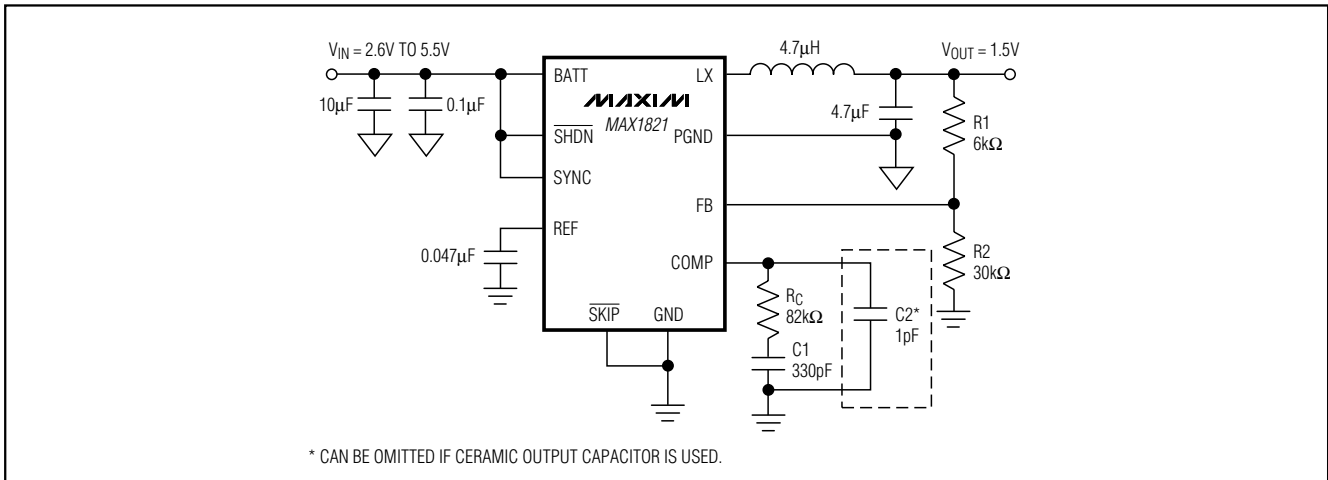 V_IN = 2.6V TO 5.5V
4.7μH
V_OUT = 1.5V
BATT
LX
10μF
0.1μF
MAXIM
MAX1821
4.7μF
R1
6kΩ
SHDN
PGND
SYNC
FB
REF
0.047μF
COMP
R2
30kΩ
R_C
82kΩ
C2*
1pF
SKIP
GND
C1
330pF
* CAN BE OMITTED IF CERAMIC OUTPUT CAPACITOR IS USED.